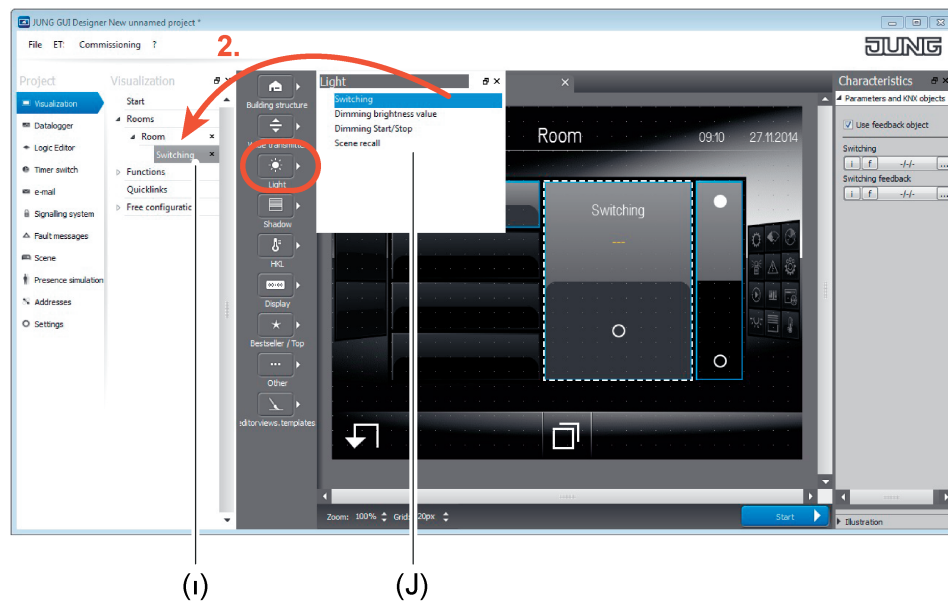 JUNG GUI Designer New unnamed project *
File ET: Commissioning ?
2.
JUNG
Project
Visualization
Datalogger
Logic Editor
Timer switch
e-mail
Signalling system
Fault messages
Scene
Presence simulation
Addresses
Settings
Visualization
Start
Rooms
Room
Switching
Functions
Quicklinks
Free configuratic
Building structure
Light
Shadow
HKL
Display
Bestseller / Top
Other
editorviews.templates
Light
Switching
Dimming brightness value
Dimming Start/Stop
Scene recall
Room
09:10 27.11.2014
Switching
---
Zoom: 100% Grid: 20px
Start
Characteristics
Parameters and KNX objects
Use feedback object
Switching
i f -/-/- ...
Switching feedback
i f -/-/- ...
Illustration
(I)
(J)